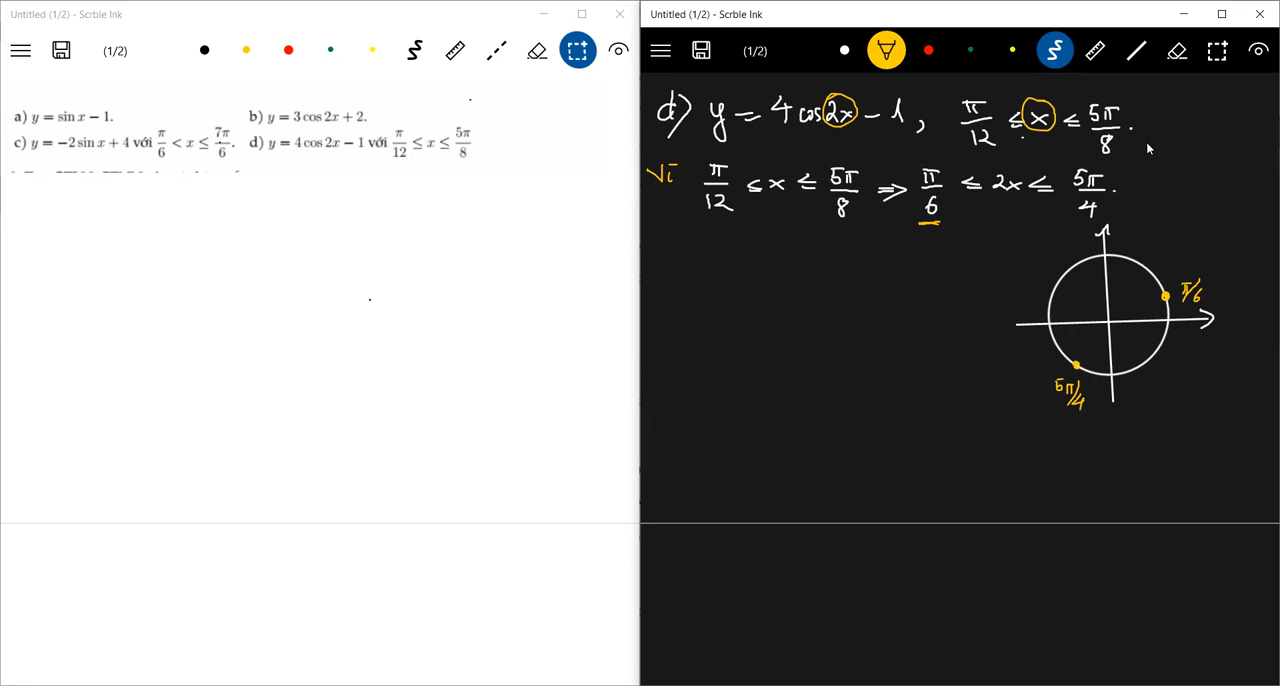 Untitled (1/2) - Scrble Ink
(1/2)
a) y = sin x − 1.
b) y = 3 cos 2x + 2.
c) y = −2 sin x + 4 với π/6 < x ≤ 7π/6.
d) y = 4 cos 2x − 1 với π/12 ≤ x ≤ 5π/8
Untitled (1/2) - Scrble Ink
(1/2)
d) y = 4 cos 2x − 1, π/12 ≤ x ≤ 5π/8.
Vì π/12 ≤ x ≤ 5π/8 ⇒ π/6 ≤ 2x ≤ 5π/4.
π/6
5π/4